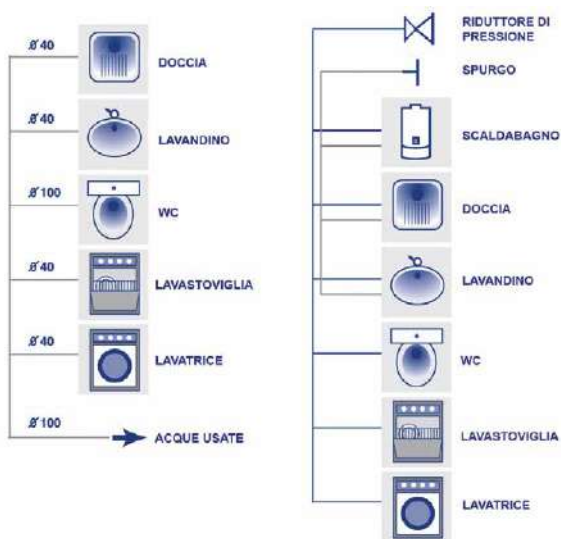 Ø 40
DOCCIA
Ø 40
LAVANDINO
Ø 100
WC
Ø 40
LAVASTOVIGLIA
Ø 40
LAVATRICE
Ø 100
ACQUE USATE
RIDUTTORE DI
PRESSIONE
SPURGO
SCALDABAGNO
DOCCIA
LAVANDINO
WC
LAVASTOVIGLIA
LAVATRICE